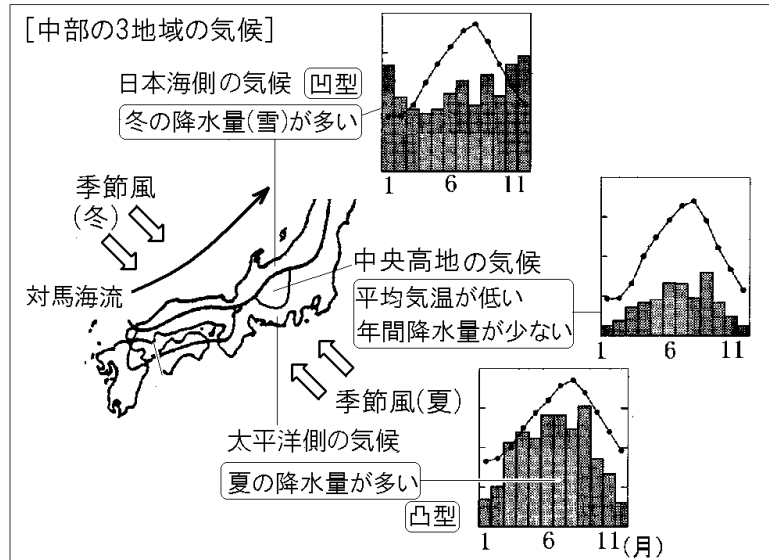 [中部の3地域の気候]
日本海側の気候 凹型
冬の降水量(雪)が多い
1 6 11
季節風
(冬)
対馬海流
中央高地の気候
平均気温が低い
年間降水量が少ない
1 6 11
季節風(夏)
太平洋側の気候
夏の降水量が多い
凸型
1 6 11(月)